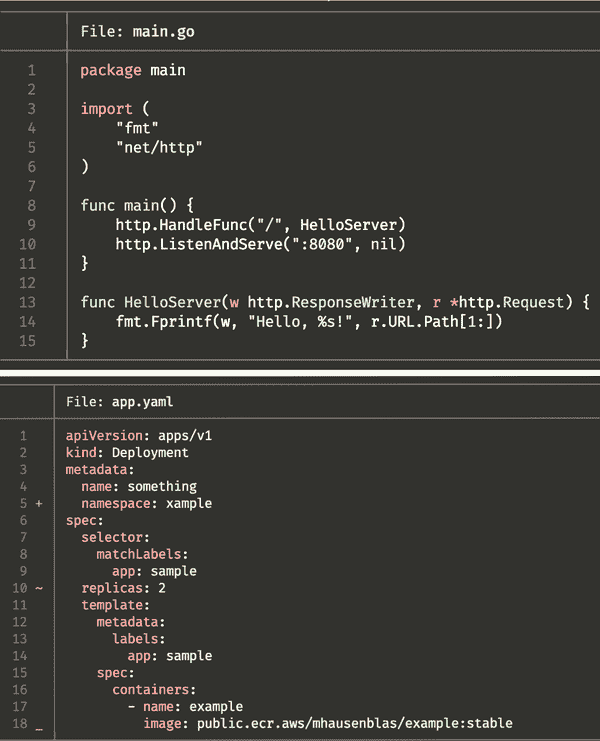 File: main.go
1 package main
2
3 import (
4     "fmt"
5     "net/http"
6 )
7
8 func main() {
9     http.HandleFunc("/", HelloServer)
10     http.ListenAndServe(":8080", nil)
11 }
12
13 func HelloServer(w http.ResponseWriter, r *http.Request) {
14     fmt.Fprintf(w, "Hello, %s!", r.URL.Path[1:])
15 }
File: app.yaml
1 apiVersion: apps/v1
2 kind: Deployment
3 metadata:
4   name: something
5 +   namespace: xample
6 spec:
7   selector:
8     matchLabels:
9       app: sample
10 ~   replicas: 2
11   template:
12     metadata:
13       labels:
14         app: sample
15     spec:
16       containers:
17         - name: example
18 _           image: public.ecr.aws/mhausenblas/example:stable